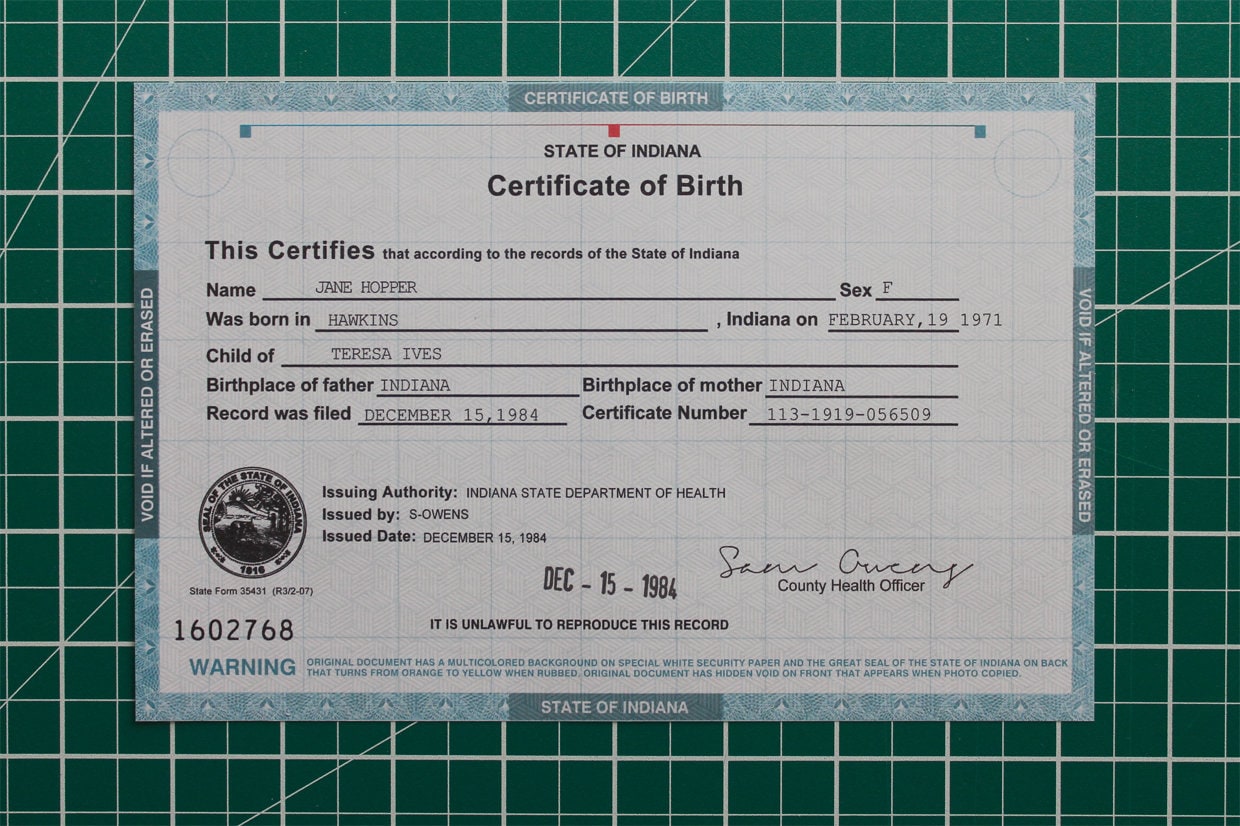 CERTIFICATE OF BIRTH
STATE OF INDIANA
Certificate of Birth
This Certifies that according to the records of the State of Indiana
Name JANE HOPPER Sex F
Was born in HAWKINS , Indiana on FEBRUARY,19 1971
Child of TERESA IVES
Birthplace of father INDIANA Birthplace of mother INDIANA
Record was filed DECEMBER 15,1984 Certificate Number 113-1919-056509
VOID IF ALTERED OR ERASED
VOID IF ALTERED OR ERASED
SEAL OF THE STATE OF INDIANA
1816
Issuing Authority: INDIANA STATE DEPARTMENT OF HEALTH
Issued by: S-OWENS
Issued Date: DECEMBER 15, 1984
Sam Owens
County Health Officer
DEC - 15 - 1984
State Form 35431 (R3/2-07)
1602768
IT IS UNLAWFUL TO REPRODUCE THIS RECORD
WARNING ORIGINAL DOCUMENT HAS A MULTICOLORED BACKGROUND ON SPECIAL WHITE SECURITY PAPER AND THE GREAT SEAL OF THE STATE OF INDIANA ON BACK
THAT TURNS FROM ORANGE TO YELLOW WHEN RUBBED. ORIGINAL DOCUMENT HAS HIDDEN VOID ON FRONT THAT APPEARS WHEN PHOTO COPIED.
STATE OF INDIANA